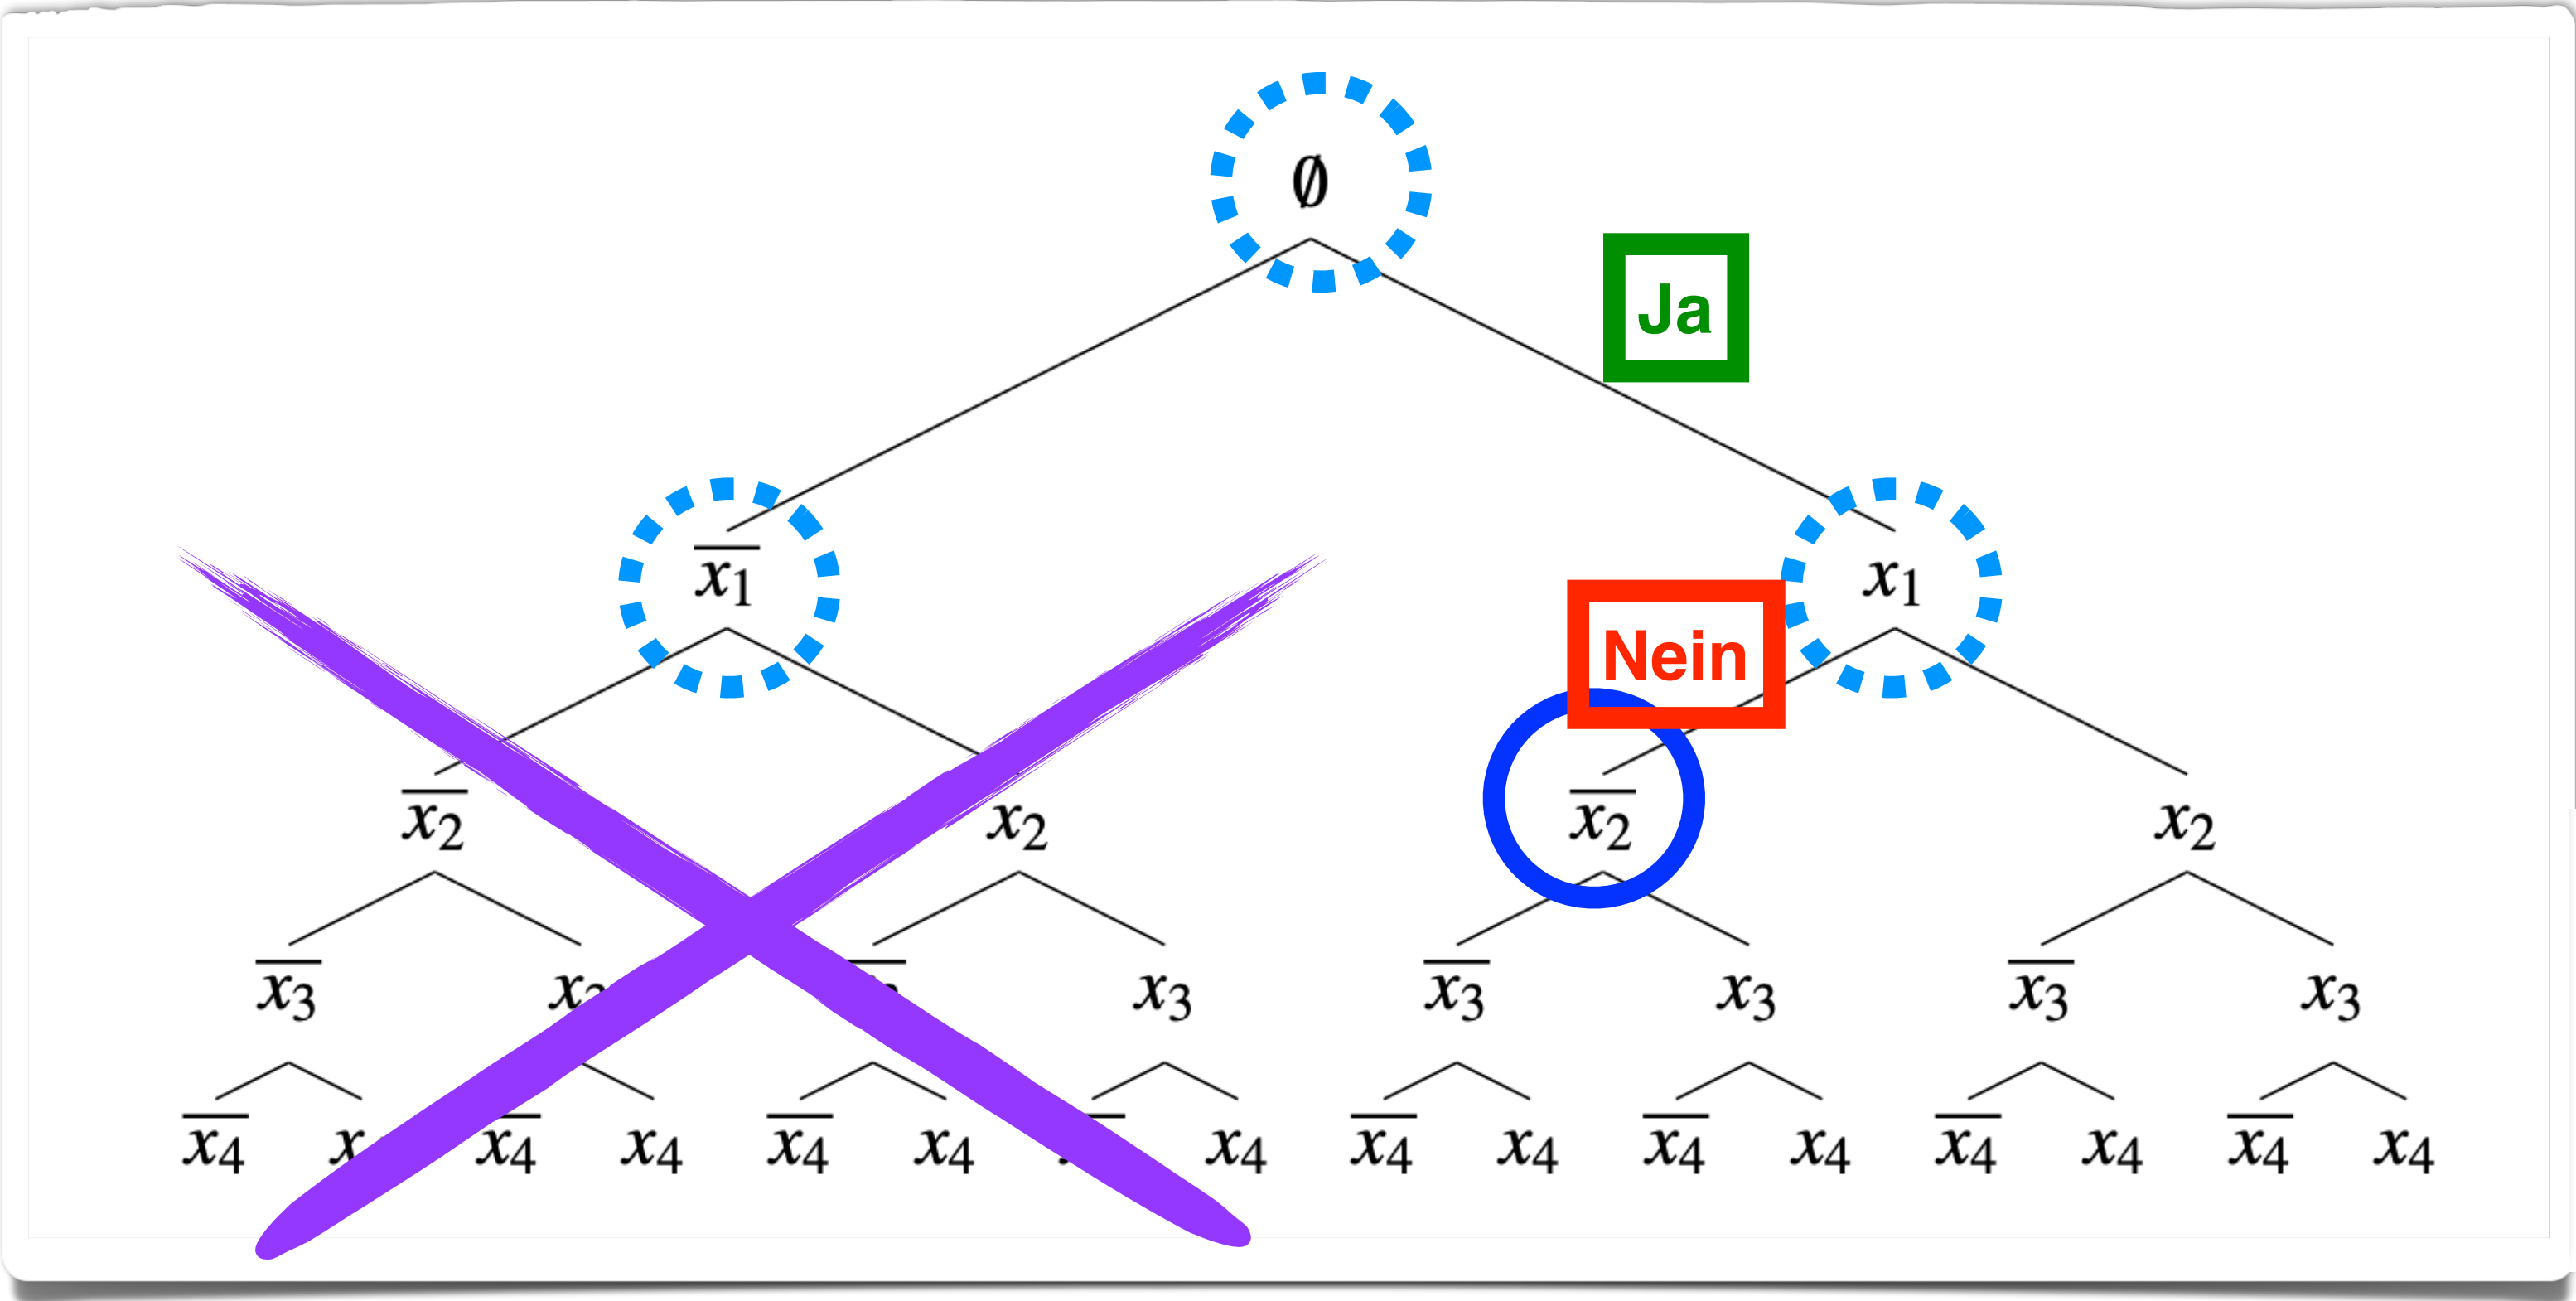 ∅
Ja
x̅₁ x₁
Nein
x̅₂ x₂ x̅₂ x₂
x̅₃ x₃ x̅₃ x₃ x̅₃ x₃
x̅₄ x̅₄ x₄ x̅₄ x₄ x₄ x̅₄ x₄ x̅₄ x₄ x̅₄ x₄ x̅₄ x₄